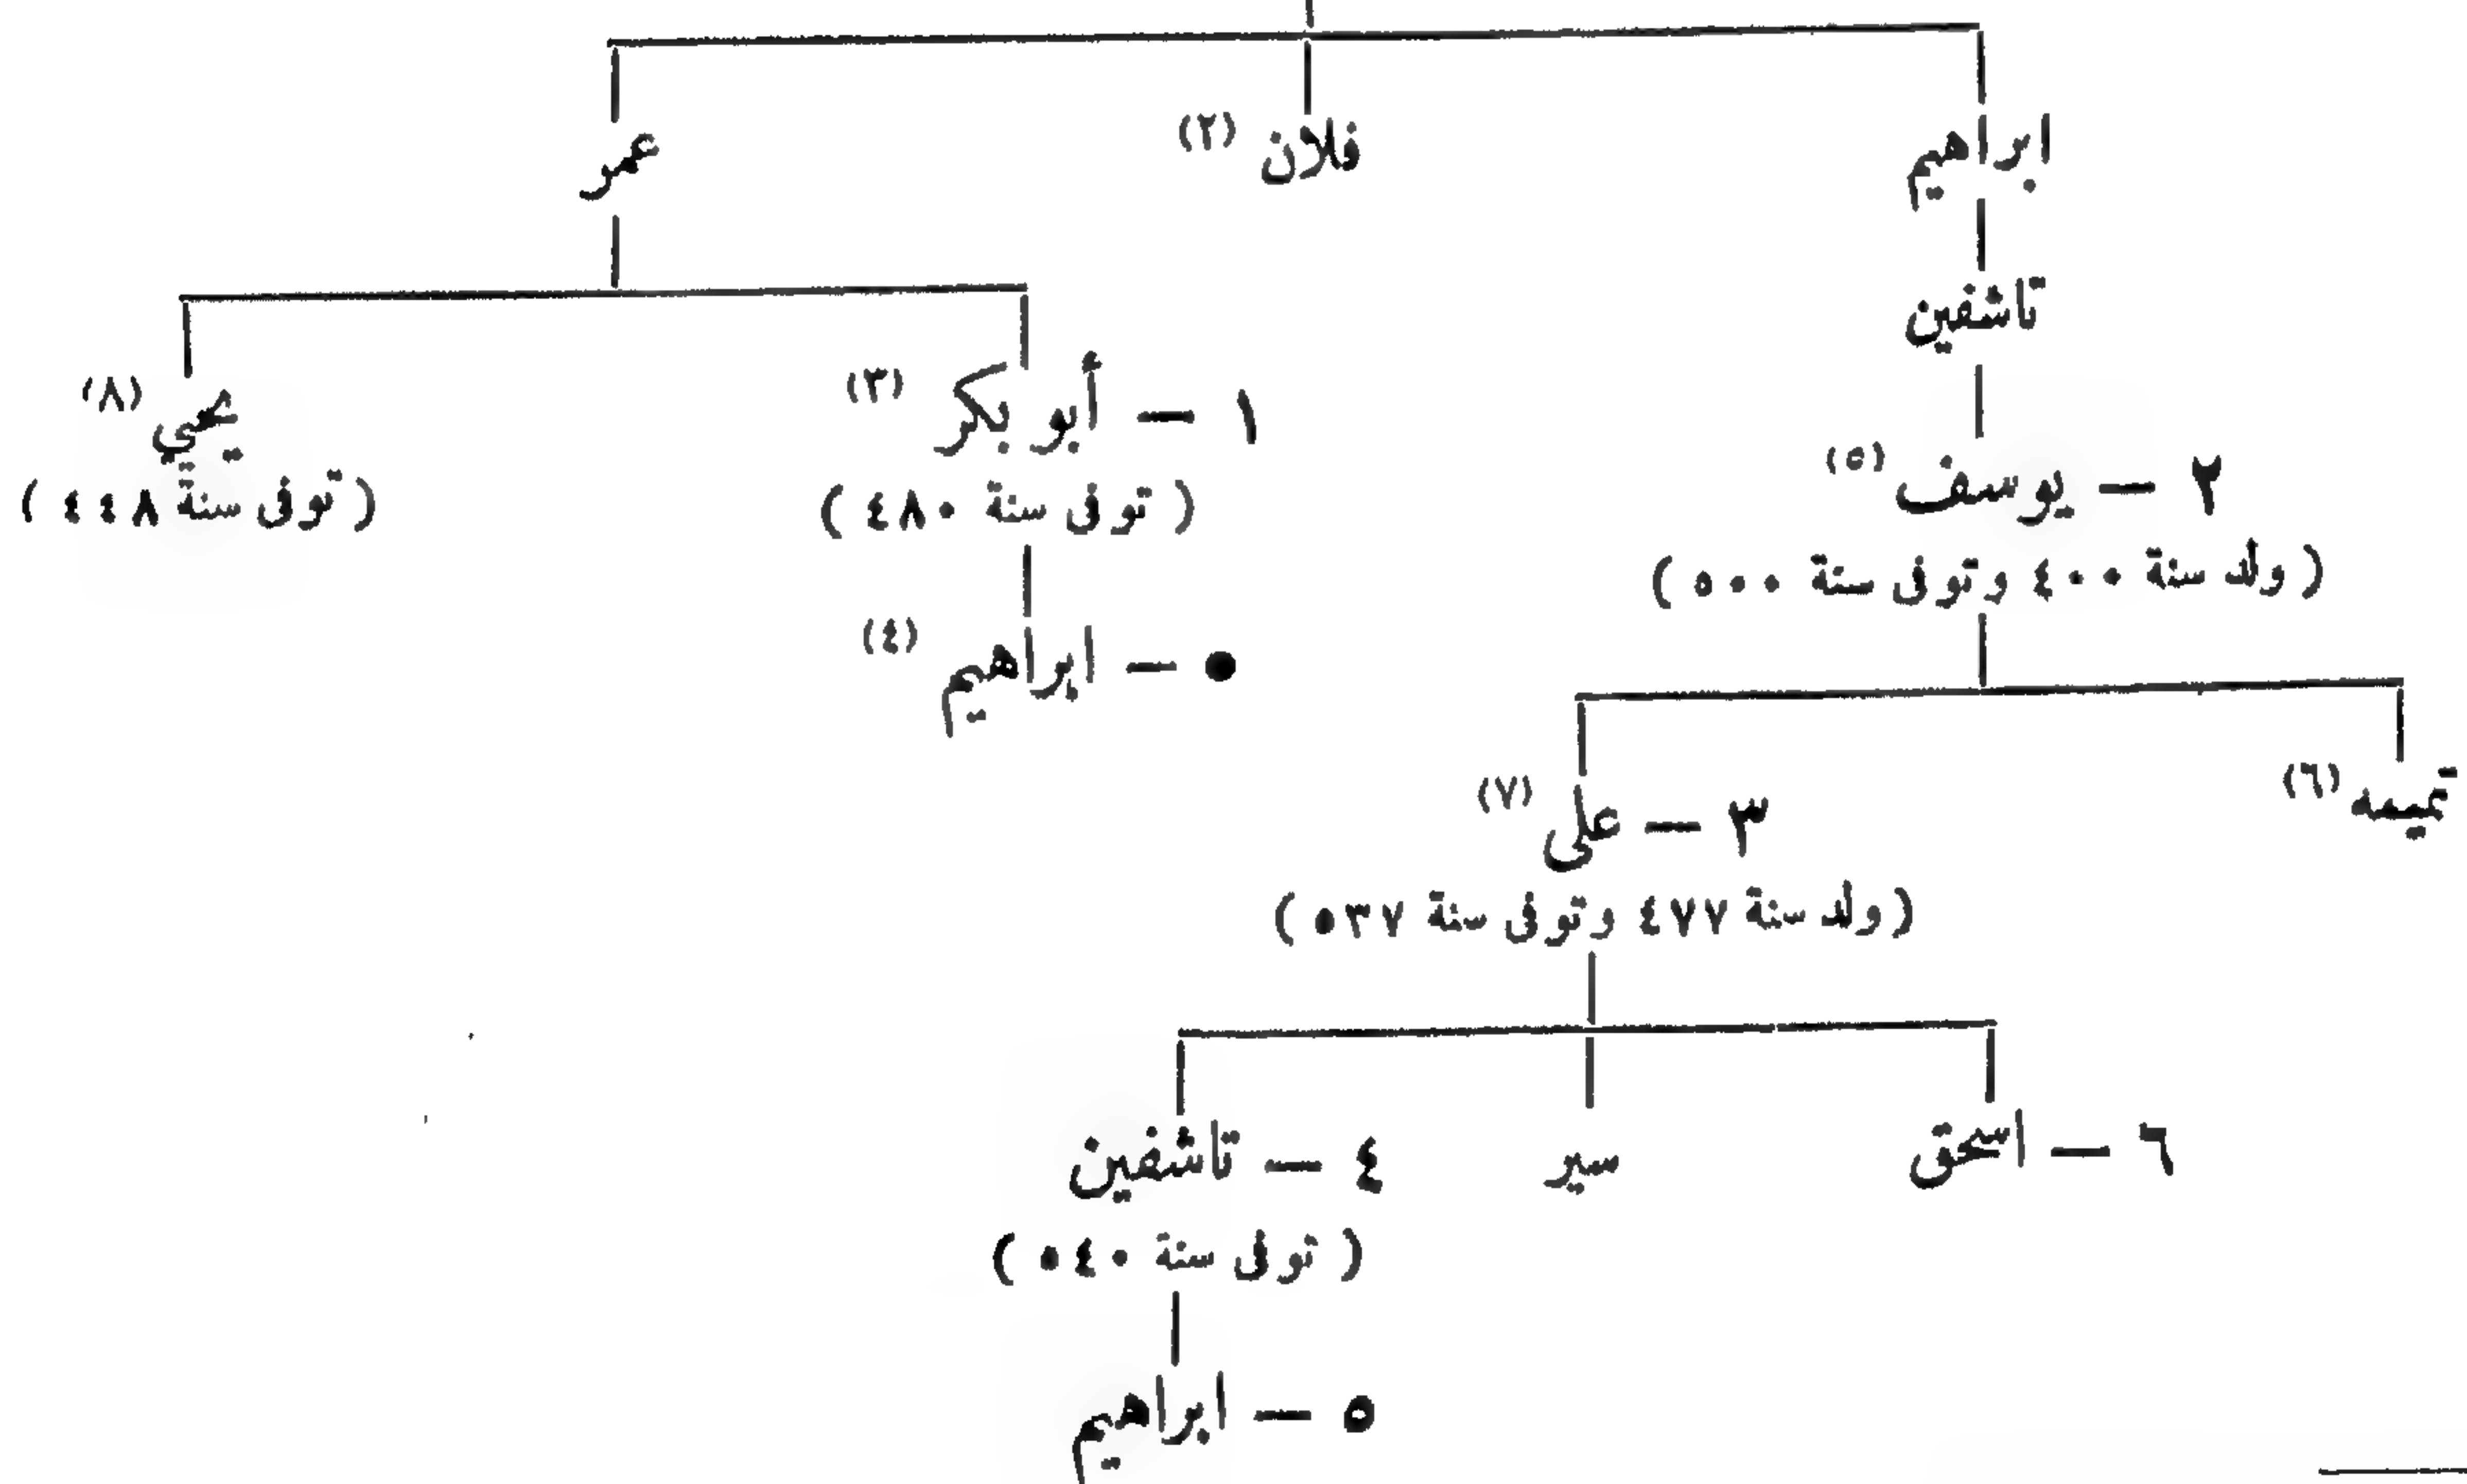 ابراهيم
فلان (٢)
عمر
تاشفين
١ — أبو بكر (٣)
(توفى سنة ٤٨٠)
يحيي (٨)
(توفى سنة ٤٤٨)
٢ — يوسف (٥)
(ولد سنة ٤٠٠ وتوفى سنة ٥٠٠)
٥ — ابراهيم (٤)
تميمه (٦)
٣ — على (٧)
(ولد سنة ٤٧٧ وتوفى سنة ٥٣٧)
٦ — اسحق
سير
٤ — تاشفين
(توفى سنة ٥٤٠)
٥ — ابراهيم